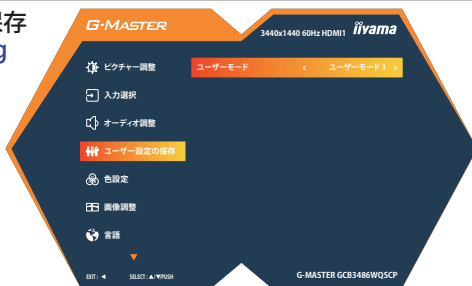 保存
g
G-MASTER
3440x1440 60Hz HDMI1 iiyama
ピクチャー調整
ユーザーモード ‹ ユーザーモード 1 ›
入力選択
オーディオ調整
ユーザー設定の保存
色設定
画像調整
言語
EXIT : ◀ SELECT : ▲/▼/PUSH
G-MASTER GCB3486WQSCP